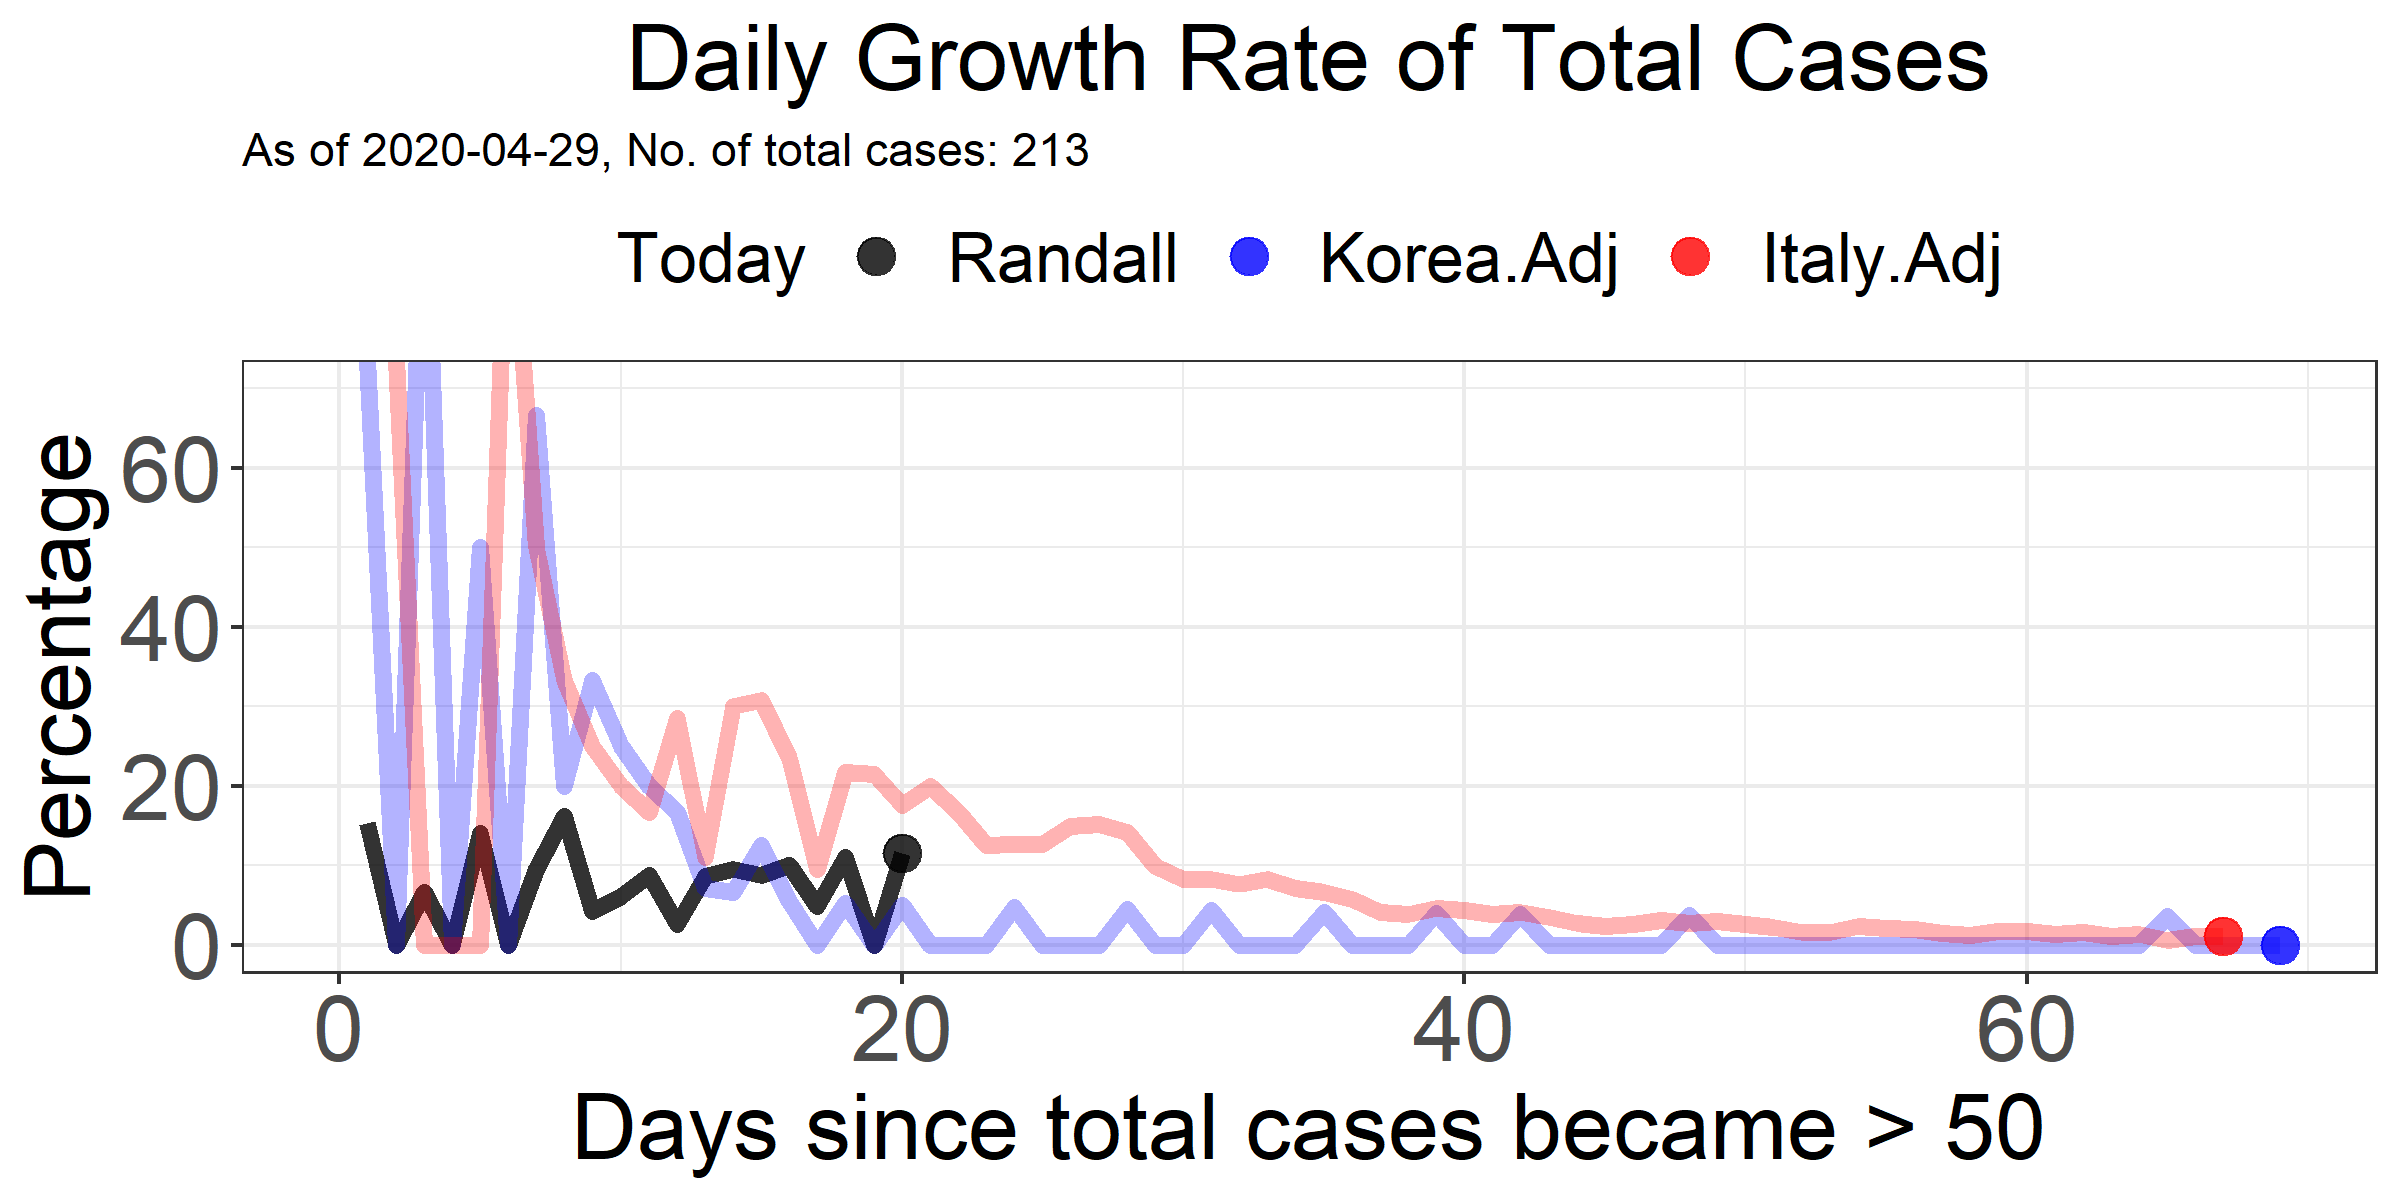 Daily Growth Rate of Total Cases
As of 2020-04-29, No. of total cases: 213
Today Randall Korea.Adj Italy.Adj
Percentage
60
40
20
0
0 20 40 60
Days since total cases became > 50